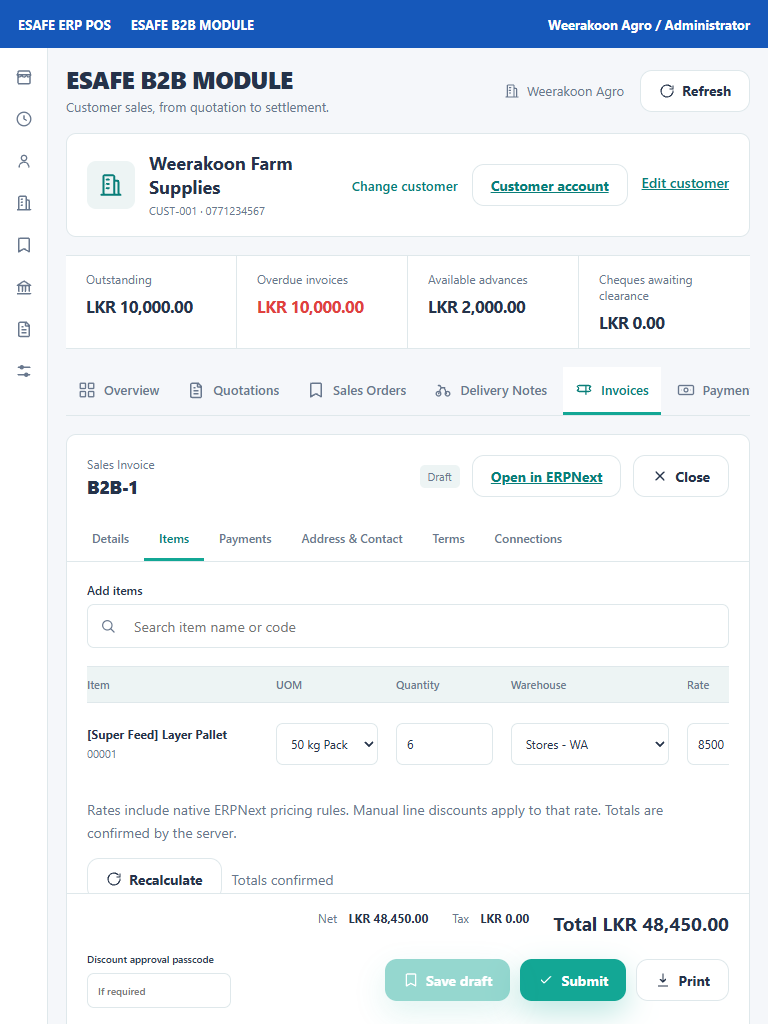 ESAFE ERP POS ESAFE B2B MODULE Weerakoon Agro / Administrator
ESAFE B2B MODULE
Customer sales, from quotation to settlement.
Weerakoon Agro Refresh
Weerakoon Farm
Supplies
CUST-001 · 0771234567
Change customer Customer account Edit customer
Outstanding
LKR 10,000.00
Overdue invoices
LKR 10,000.00
Available advances
LKR 2,000.00
Cheques awaiting
clearance
LKR 0.00
Overview Quotations Sales Orders Delivery Notes Invoices Paymen
Sales Invoice
B2B-1
Draft Open in ERPNext Close
Details Items Payments Address & Contact Terms Connections
Add items
Search item name or code
Item UOM Quantity Warehouse Rate
[Super Feed] Layer Pallet
00001
50 kg Pack 6 Stores - WA 8500
Rates include native ERPNext pricing rules. Manual line discounts apply to that rate. Totals are
confirmed by the server.
Recalculate Totals confirmed
Net LKR 48,450.00 Tax LKR 0.00 Total LKR 48,450.00
Discount approval passcode
If required
Save draft Submit Print